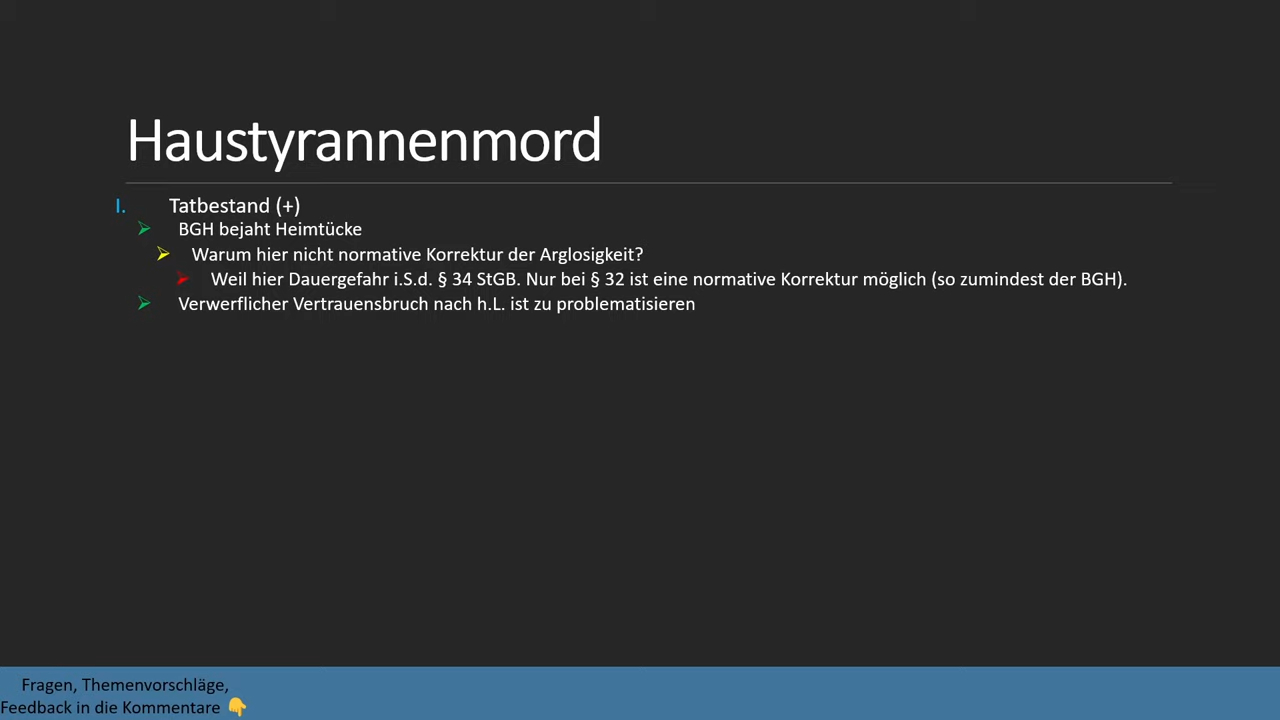 Haustyrannenmord
I. Tatbestand (+)
BGH bejaht Heimtücke
Warum hier nicht normative Korrektur der Arglosigkeit?
Weil hier Dauergefahr i.S.d. § 34 StGB. Nur bei § 32 ist eine normative Korrektur möglich (so zumindest der BGH).
Verwerflicher Vertrauensbruch nach h.L. ist zu problematisieren
Fragen, Themenvorschläge,
Feedback in die Kommentare 👇